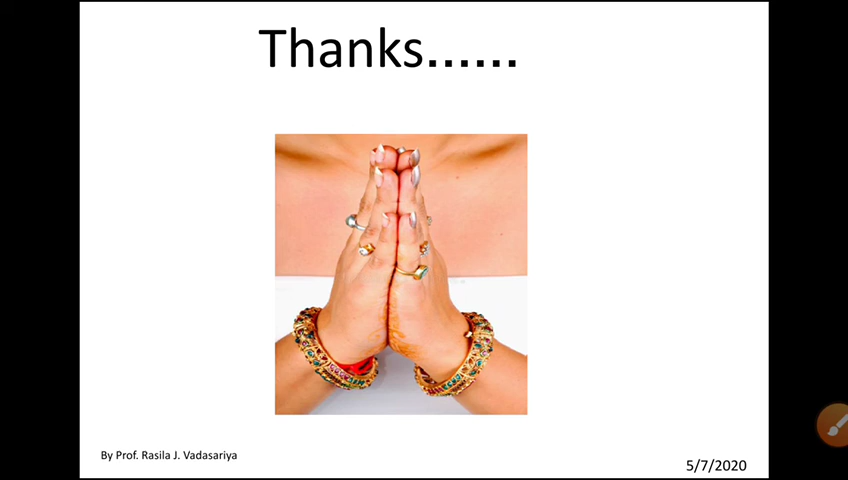 Thanks......
By Prof. Rasila J. Vadasariya
5/7/2020